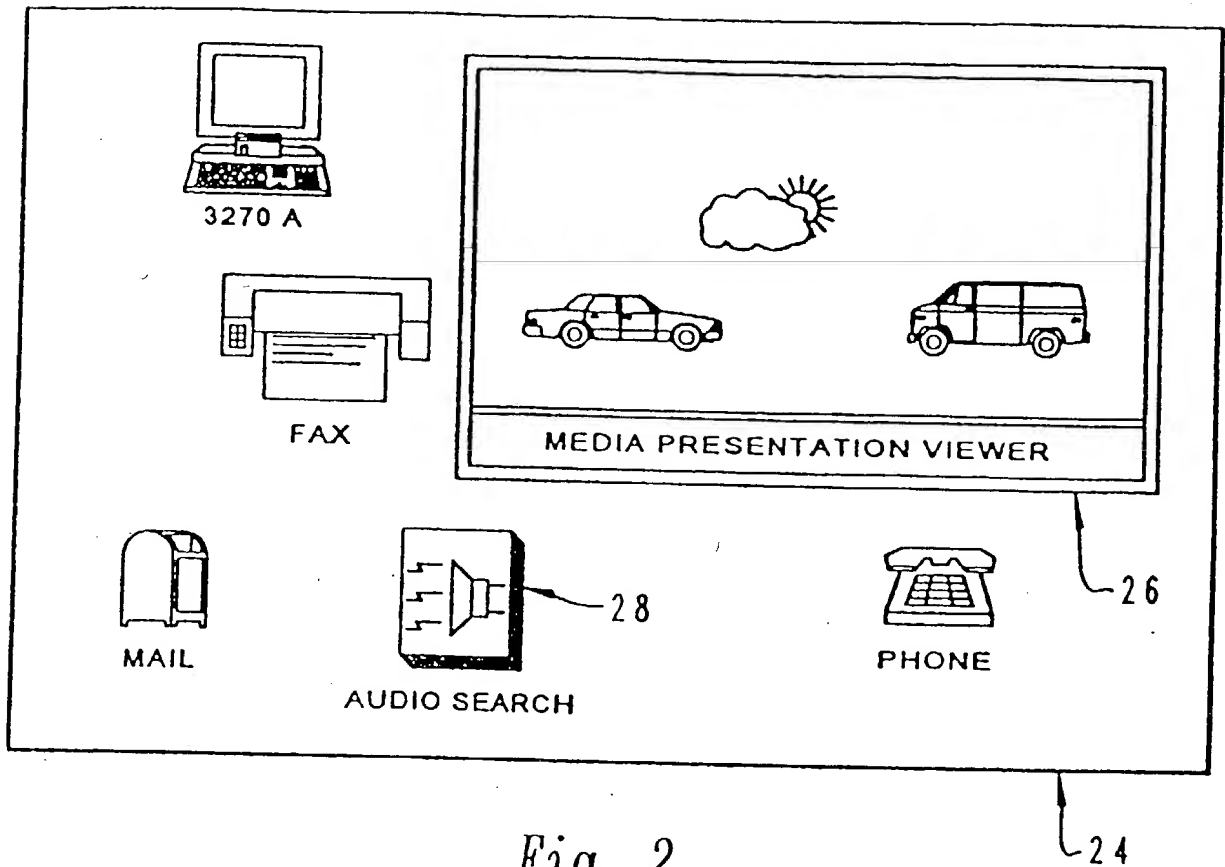 3270 A
FAX
MEDIA PRESENTATION VIEWER
26
28
MAIL
PHONE
AUDIO SEARCH
24
Fig. 2